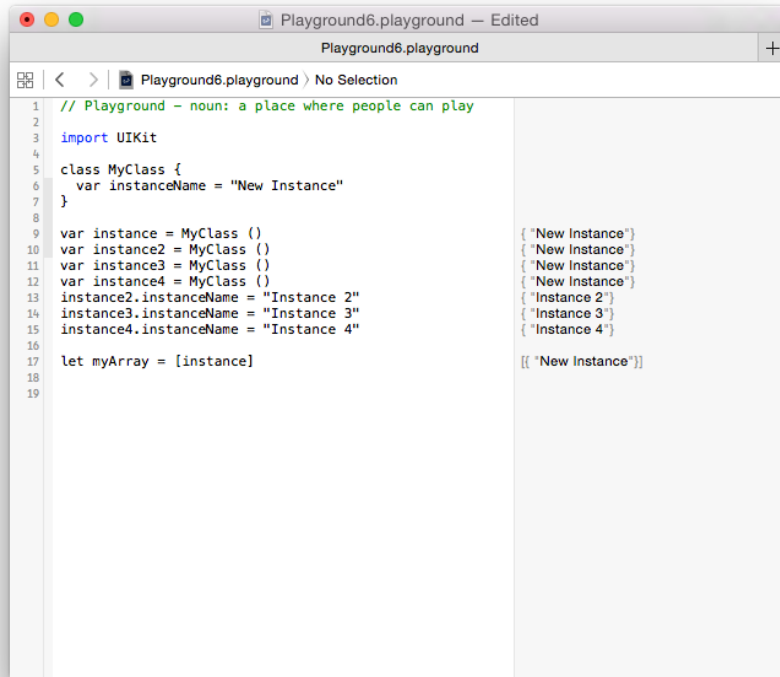 Playground6.playground — Edited
Playground6.playground
+
Playground6.playground 〉 No Selection
1 // Playground – noun: a place where people can play
2
3 import UIKit
4
5 class MyClass {
6 var instanceName = "New Instance"
7 }
8
9 var instance = MyClass () { "New Instance"}
10 var instance2 = MyClass () { "New Instance"}
11 var instance3 = MyClass () { "New Instance"}
12 var instance4 = MyClass () { "New Instance"}
13 instance2.instanceName = "Instance 2" { "Instance 2"}
14 instance3.instanceName = "Instance 3" { "Instance 3"}
15 instance4.instanceName = "Instance 4" { "Instance 4"}
16
17 let myArray = [instance] [{ "New Instance"}]
18
19